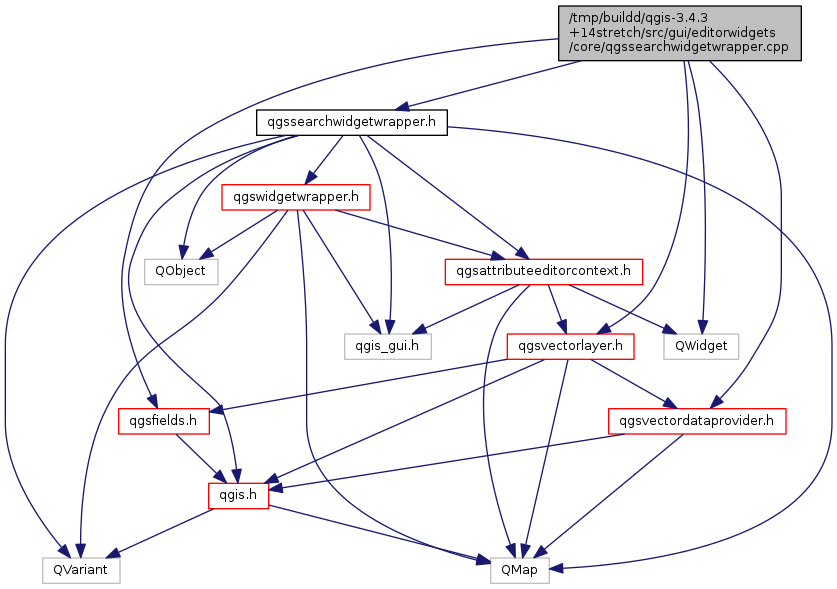 /tmp/buildd/qgis-3.4.3
+14stretch/src/gui/editorwidgets
/core/qgssearchwidgetwrapper.cpp
qgssearchwidgetwrapper.h
qgswidgetwrapper.h
QObject
qgsattributeeditorcontext.h
qgis_gui.h
qgsvectorlayer.h
QWidget
qgsfields.h
qgsvectordataprovider.h
qgis.h
QVariant
QMap